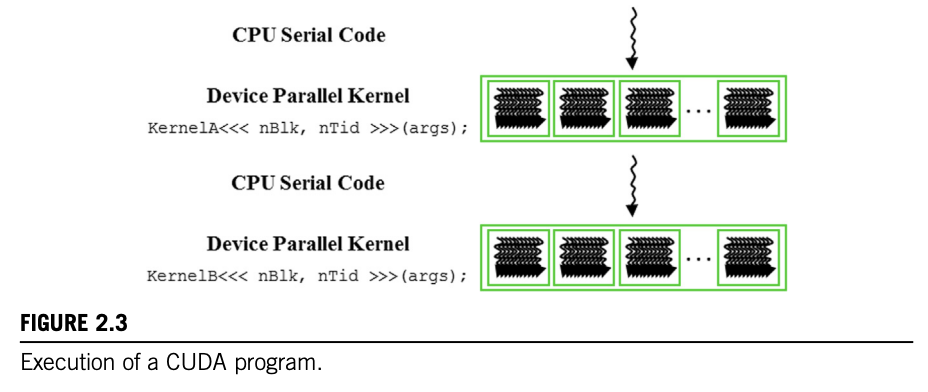 CPU Serial Code
Device Parallel Kernel
KernelA<<< nBlk, nTid >>>(args);
...
CPU Serial Code
Device Parallel Kernel
KernelB<<< nBlk, nTid >>>(args);
...
FIGURE 2.3
Execution of a CUDA program.